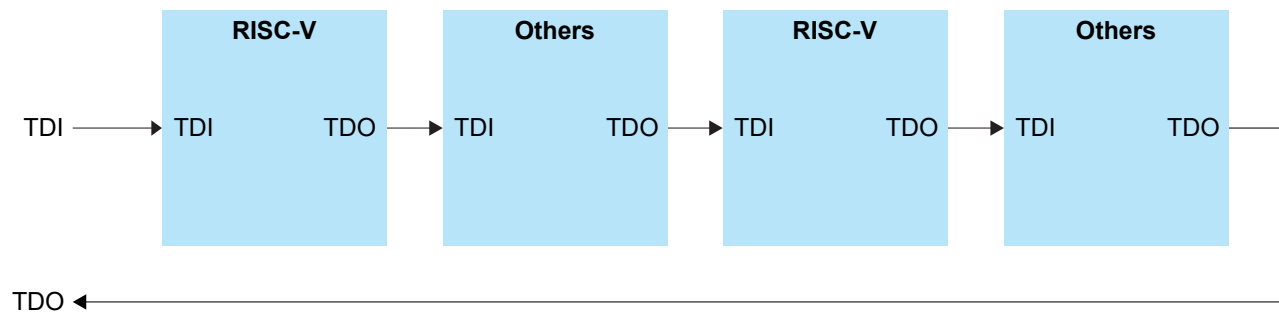 RISC-V Others RISC-V Others
TDI TDI TDO TDI TDO TDI TDO TDI TDO
TDO